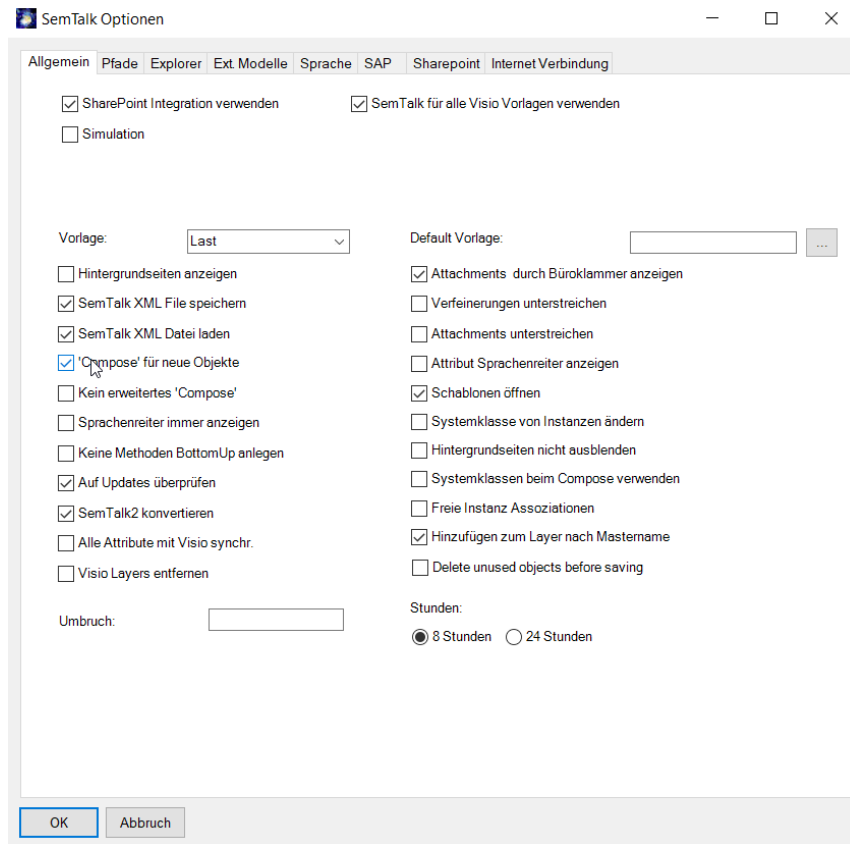 SemTalk Optionen
Allgemein Pfade Explorer Ext. Modelle Sprache SAP Sharepoint Internet Verbindung
SharePoint Integration verwenden SemTalk für alle Visio Vorlagen verwenden
Simulation
Vorlage: Last Default Vorlage: ...
Hintergrundseiten anzeigen Attachments durch Büroklammer anzeigen
SemTalk XML File speichern Verfeinerungen unterstreichen
SemTalk XML Datei laden Attachments unterstreichen
'Compose' für neue Objekte Attribut Sprachenreiter anzeigen
Kein erweitertes 'Compose' Schablonen öffnen
Sprachenreiter immer anzeigen Systemklasse von Instanzen ändern
Keine Methoden BottomUp anlegen Hintergrundseiten nicht ausblenden
Auf Updates überprüfen Systemklassen beim Compose verwenden
SemTalk2 konvertieren Freie Instanz Assoziationen
Alle Attribute mit Visio synchr. Hinzufügen zum Layer nach Mastername
Visio Layers entfernen Delete unused objects before saving
Umbruch: Stunden:
8 Stunden 24 Stunden
OK Abbruch